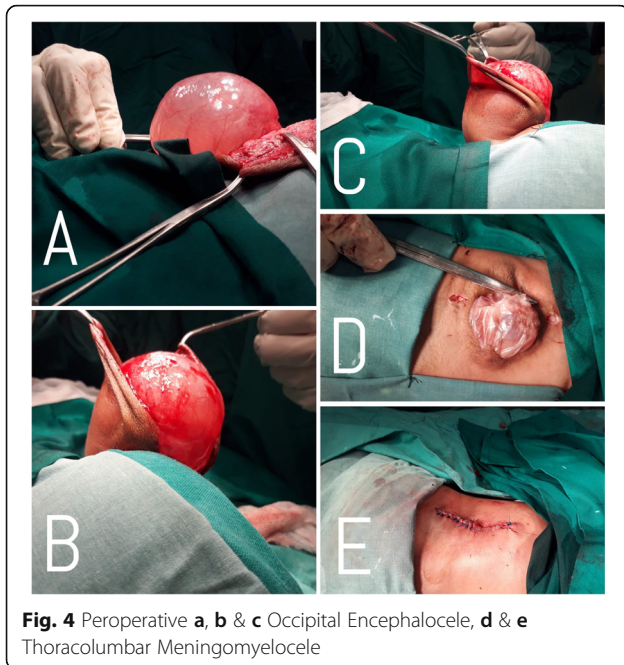 A
B
C
D
E
Fig. 4 Peroperative a, b & c Occipital Encephalocele, d & e
Thoracolumbar Meningomyelocele